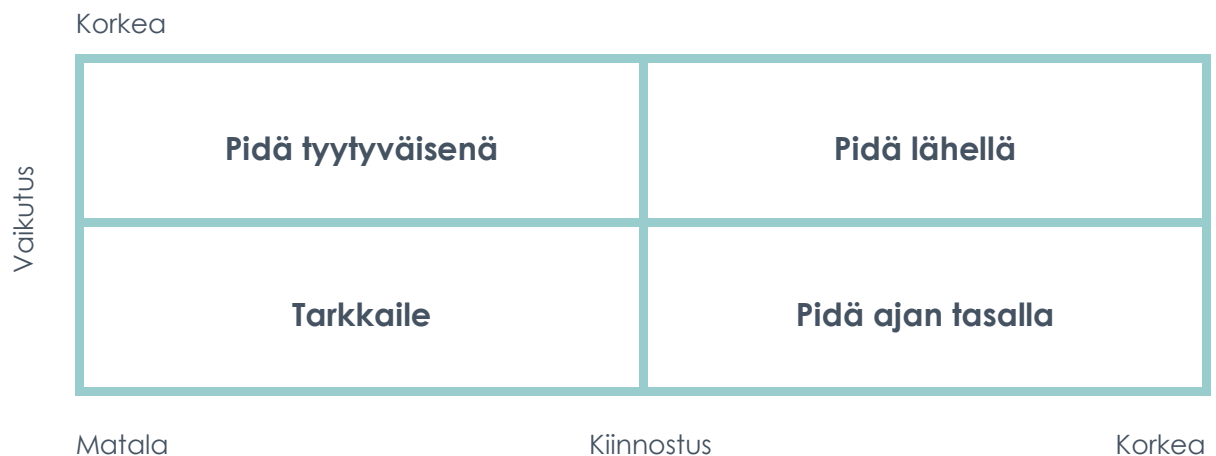 Korkea
Pidä tyytyväisenä
Pidä lähellä
Vaikutus
Tarkkaile
Pidä ajan tasalla
Matala
Kiinnostus
Korkea